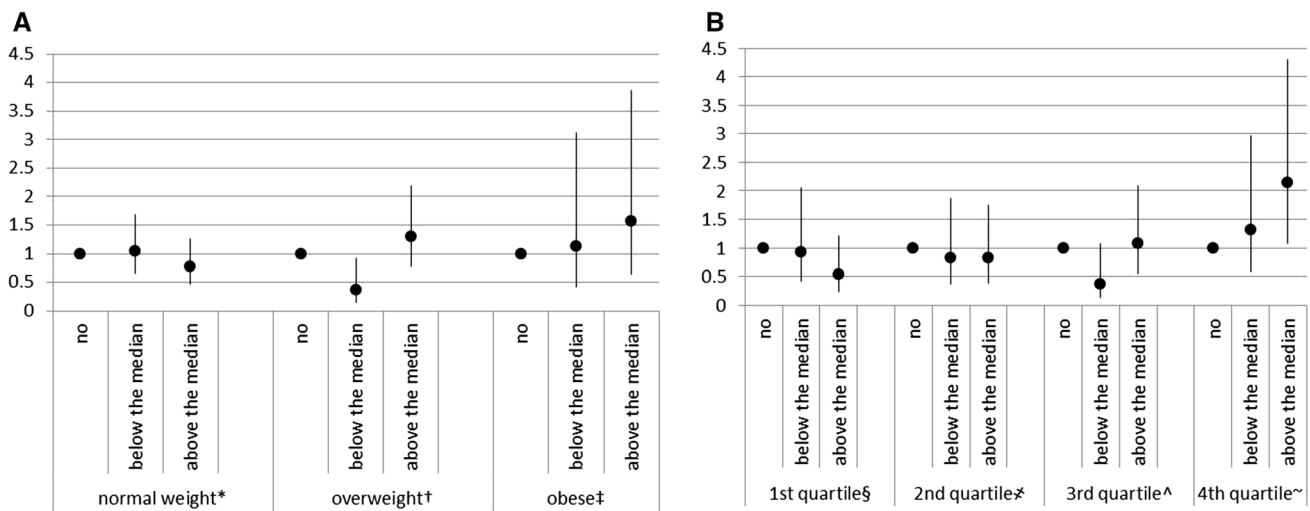 A
4.5
4
3.5
3
2.5
2
1.5
1
0.5
0
no
below the median
above the median
no
below the median
above the median
no
below the median
above the median
normal weight*
overweight†
obese‡
B
4.5
4
3.5
3
2.5
2
1.5
1
0.5
0
no
below the median
above the median
no
below the median
above the median
no
below the median
above the median
no
below the median
above the median
1st quartile§
2nd quartile≭
3rd quartile^
4th quartile~